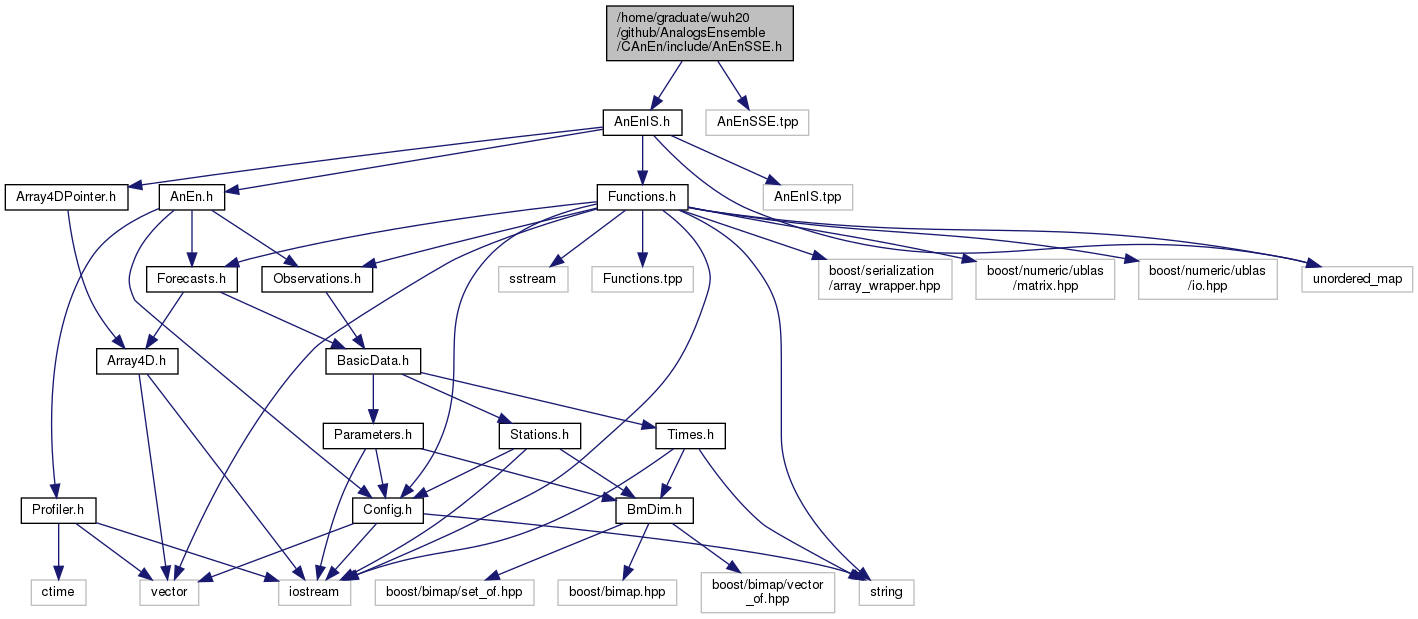 /home/graduate/wuh20
/github/AnalogsEnsemble
/CAnEn/include/AnEnSSE.h
AnEnIS.h
AnEnSSE.tpp
Array4DPointer.h
AnEn.h
Functions.h
AnEnIS.tpp
Forecasts.h
Observations.h
sstream
Functions.tpp
boost/serialization
/array_wrapper.hpp
boost/numeric/ublas
/matrix.hpp
boost/numeric/ublas
/io.hpp
unordered_map
Array4D.h
BasicData.h
Parameters.h
Stations.h
Times.h
Profiler.h
Config.h
BmDim.h
ctime
vector
iostream
boost/bimap/set_of.hpp
boost/bimap.hpp
boost/bimap/vector
_of.hpp
string